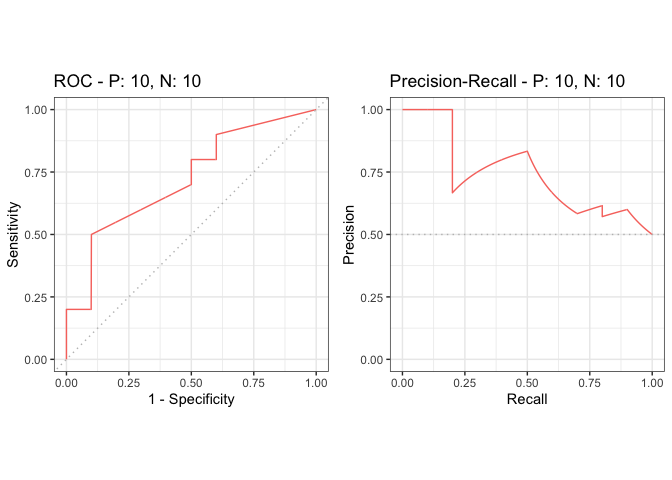 ROC - P: 10, N: 10
1.00
0.75
0.50
0.25
0.00
Sensitivity
0.00 0.25 0.50 0.75 1.00
1 - Specificity
Precision-Recall - P: 10, N: 10
1.00
0.75
0.50
0.25
0.00
Precision
0.00 0.25 0.50 0.75 1.00
Recall